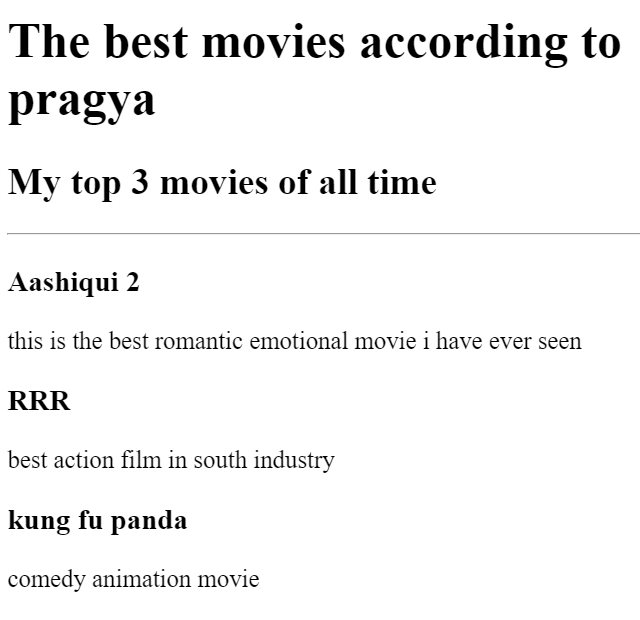 The best movies according to
pragya
My top 3 movies of all time
Aashiqui 2
this is the best romantic emotional movie i have ever seen
RRR
best action film in south industry
kung fu panda
comedy animation movie